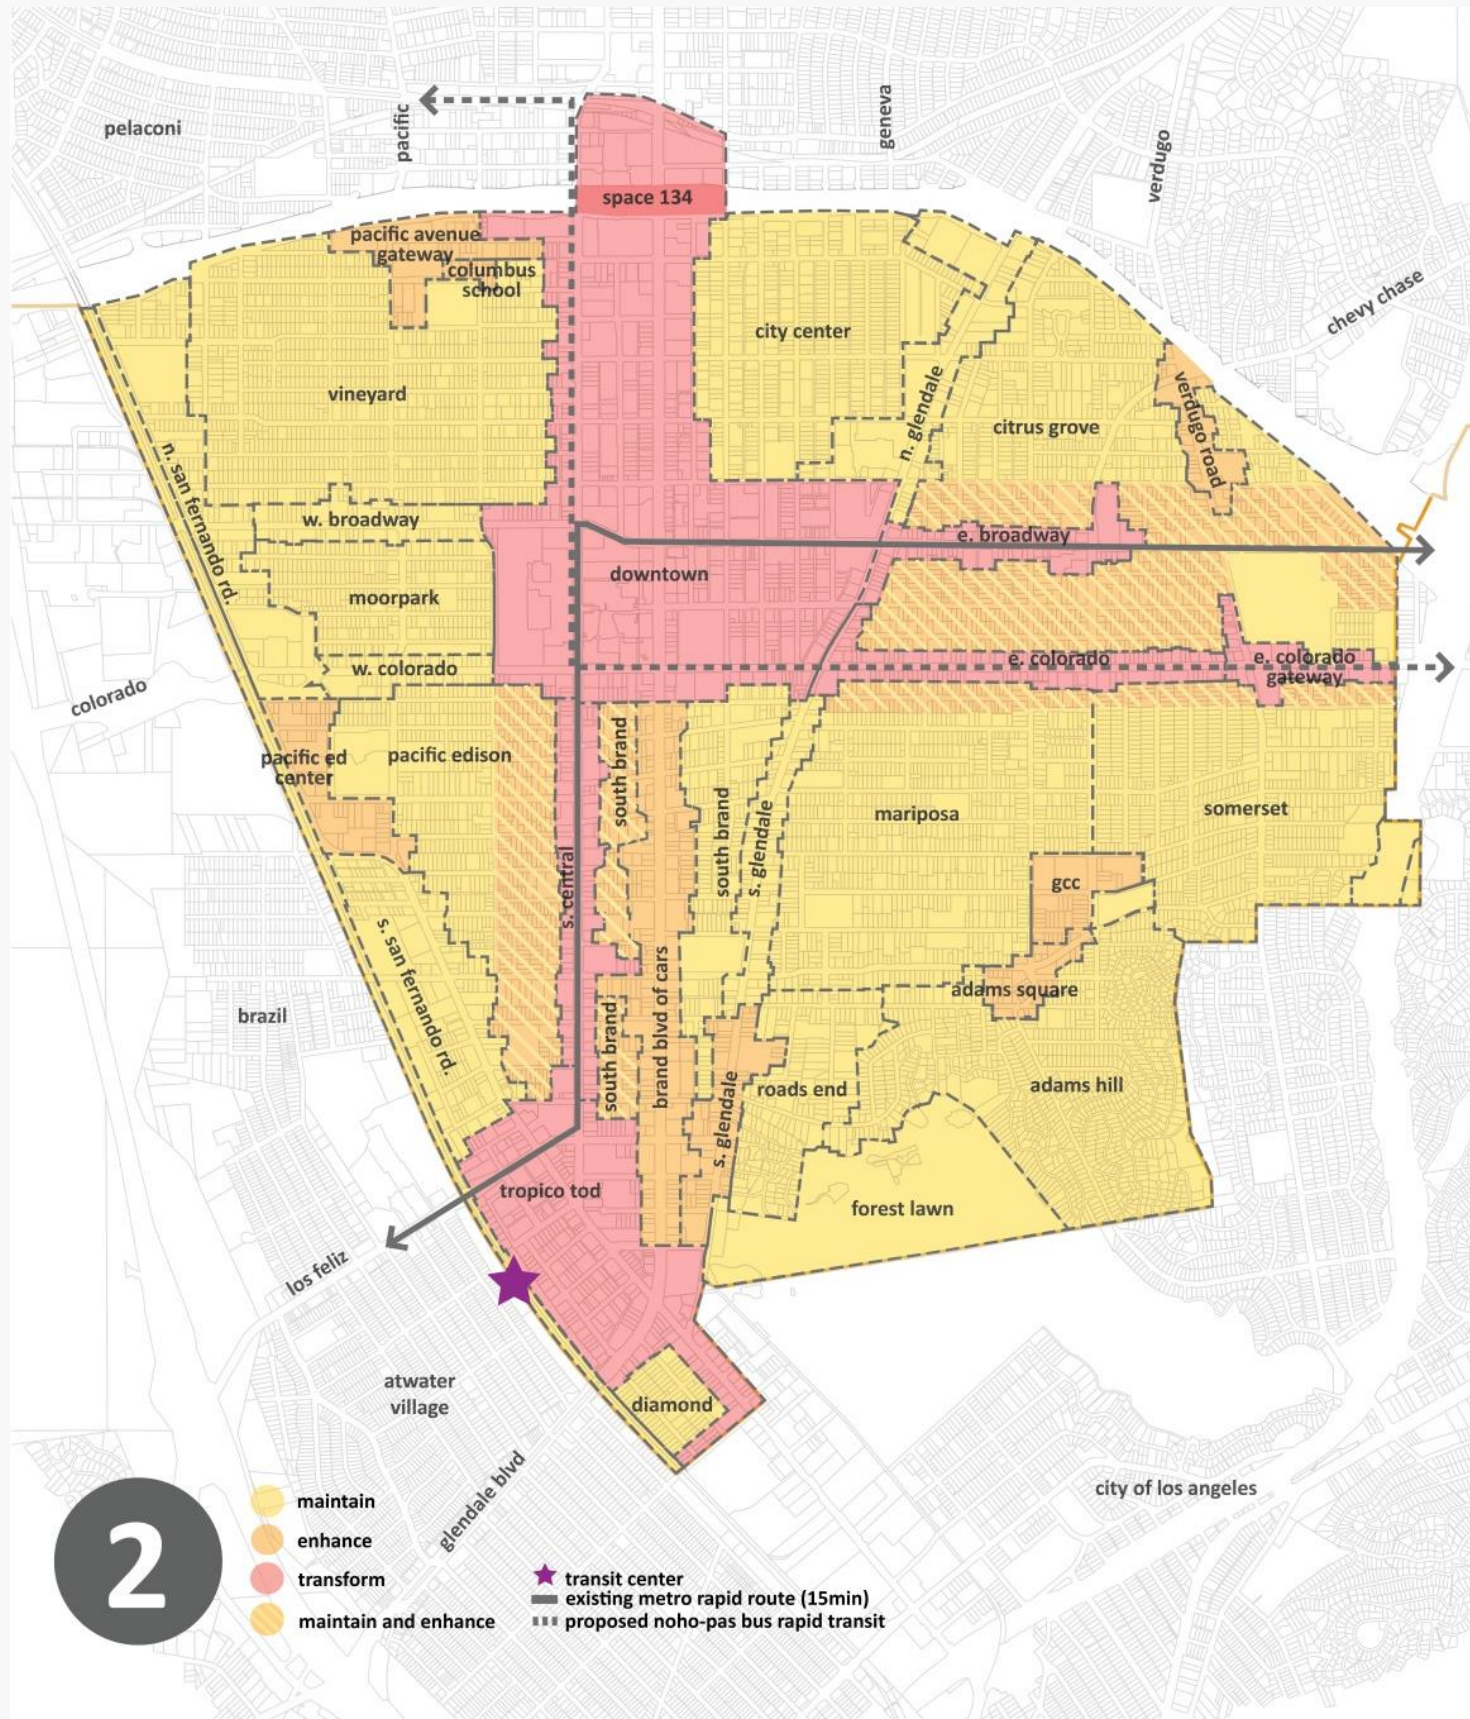 pelaconi
pacific
geneva
verdugo
chevy chase
space 134
pacific avenue
gateway
columbus
school
city center
vineyard
n. glendale
citrus grove
verdugo road
n. san fernando rd.
w. broadway
e. broadway
downtown
moorpark
w. colorado
e. colorado
e. colorado
gateway
colorado
pacific ed
center
pacific edison
south brand
south brand
s. glendale
mariposa
somerset
s. central
gcc
s. san fernando rd.
brand blvd of cars
adams square
brazil
south brand
s. glendale
roads end
adams hill
tropico tod
forest lawn
los feliz
atwater
village
diamond
glendale blvd
city of los angeles
2
maintain
enhance
transform
maintain and enhance
transit center
existing metro rapid route (15min)
proposed noho-pas bus rapid transit